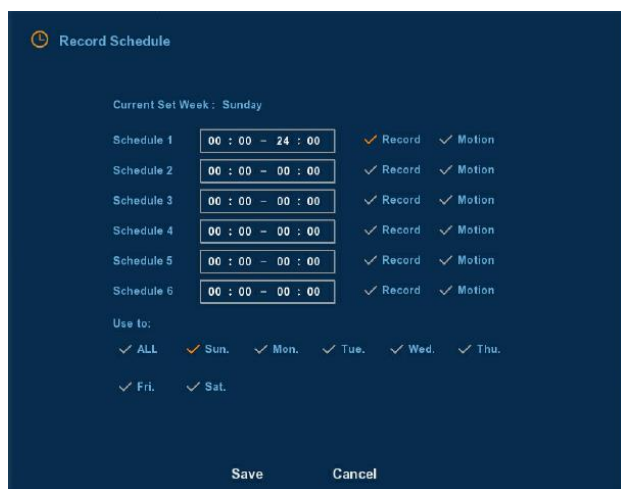 Record Schedule
Current Set Week : Sunday
Schedule 1 00 : 00 - 24 : 00 Record Motion
Schedule 2 00 : 00 - 00 : 00 Record Motion
Schedule 3 00 : 00 - 00 : 00 Record Motion
Schedule 4 00 : 00 - 00 : 00 Record Motion
Schedule 5 00 : 00 - 00 : 00 Record Motion
Schedule 6 00 : 00 - 00 : 00 Record Motion
Use to:
ALL Sun. Mon. Tue. Wed. Thu.
Fri. Sat.
Save Cancel